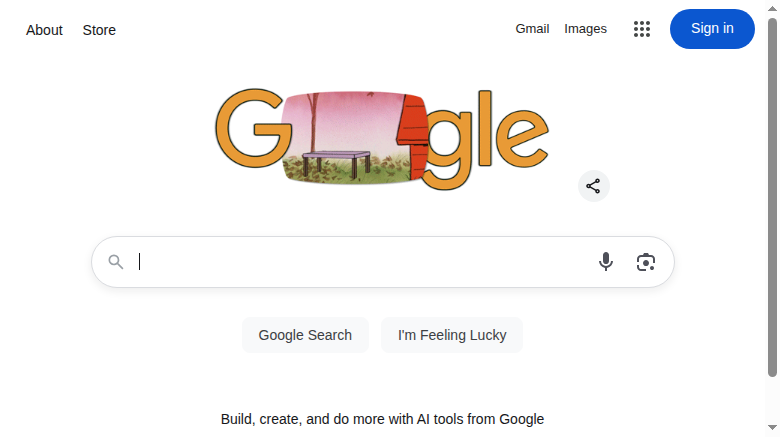 About Store Gmail Images Sign in
Google
Google Search I'm Feeling Lucky
Build, create, and do more with AI tools from Google